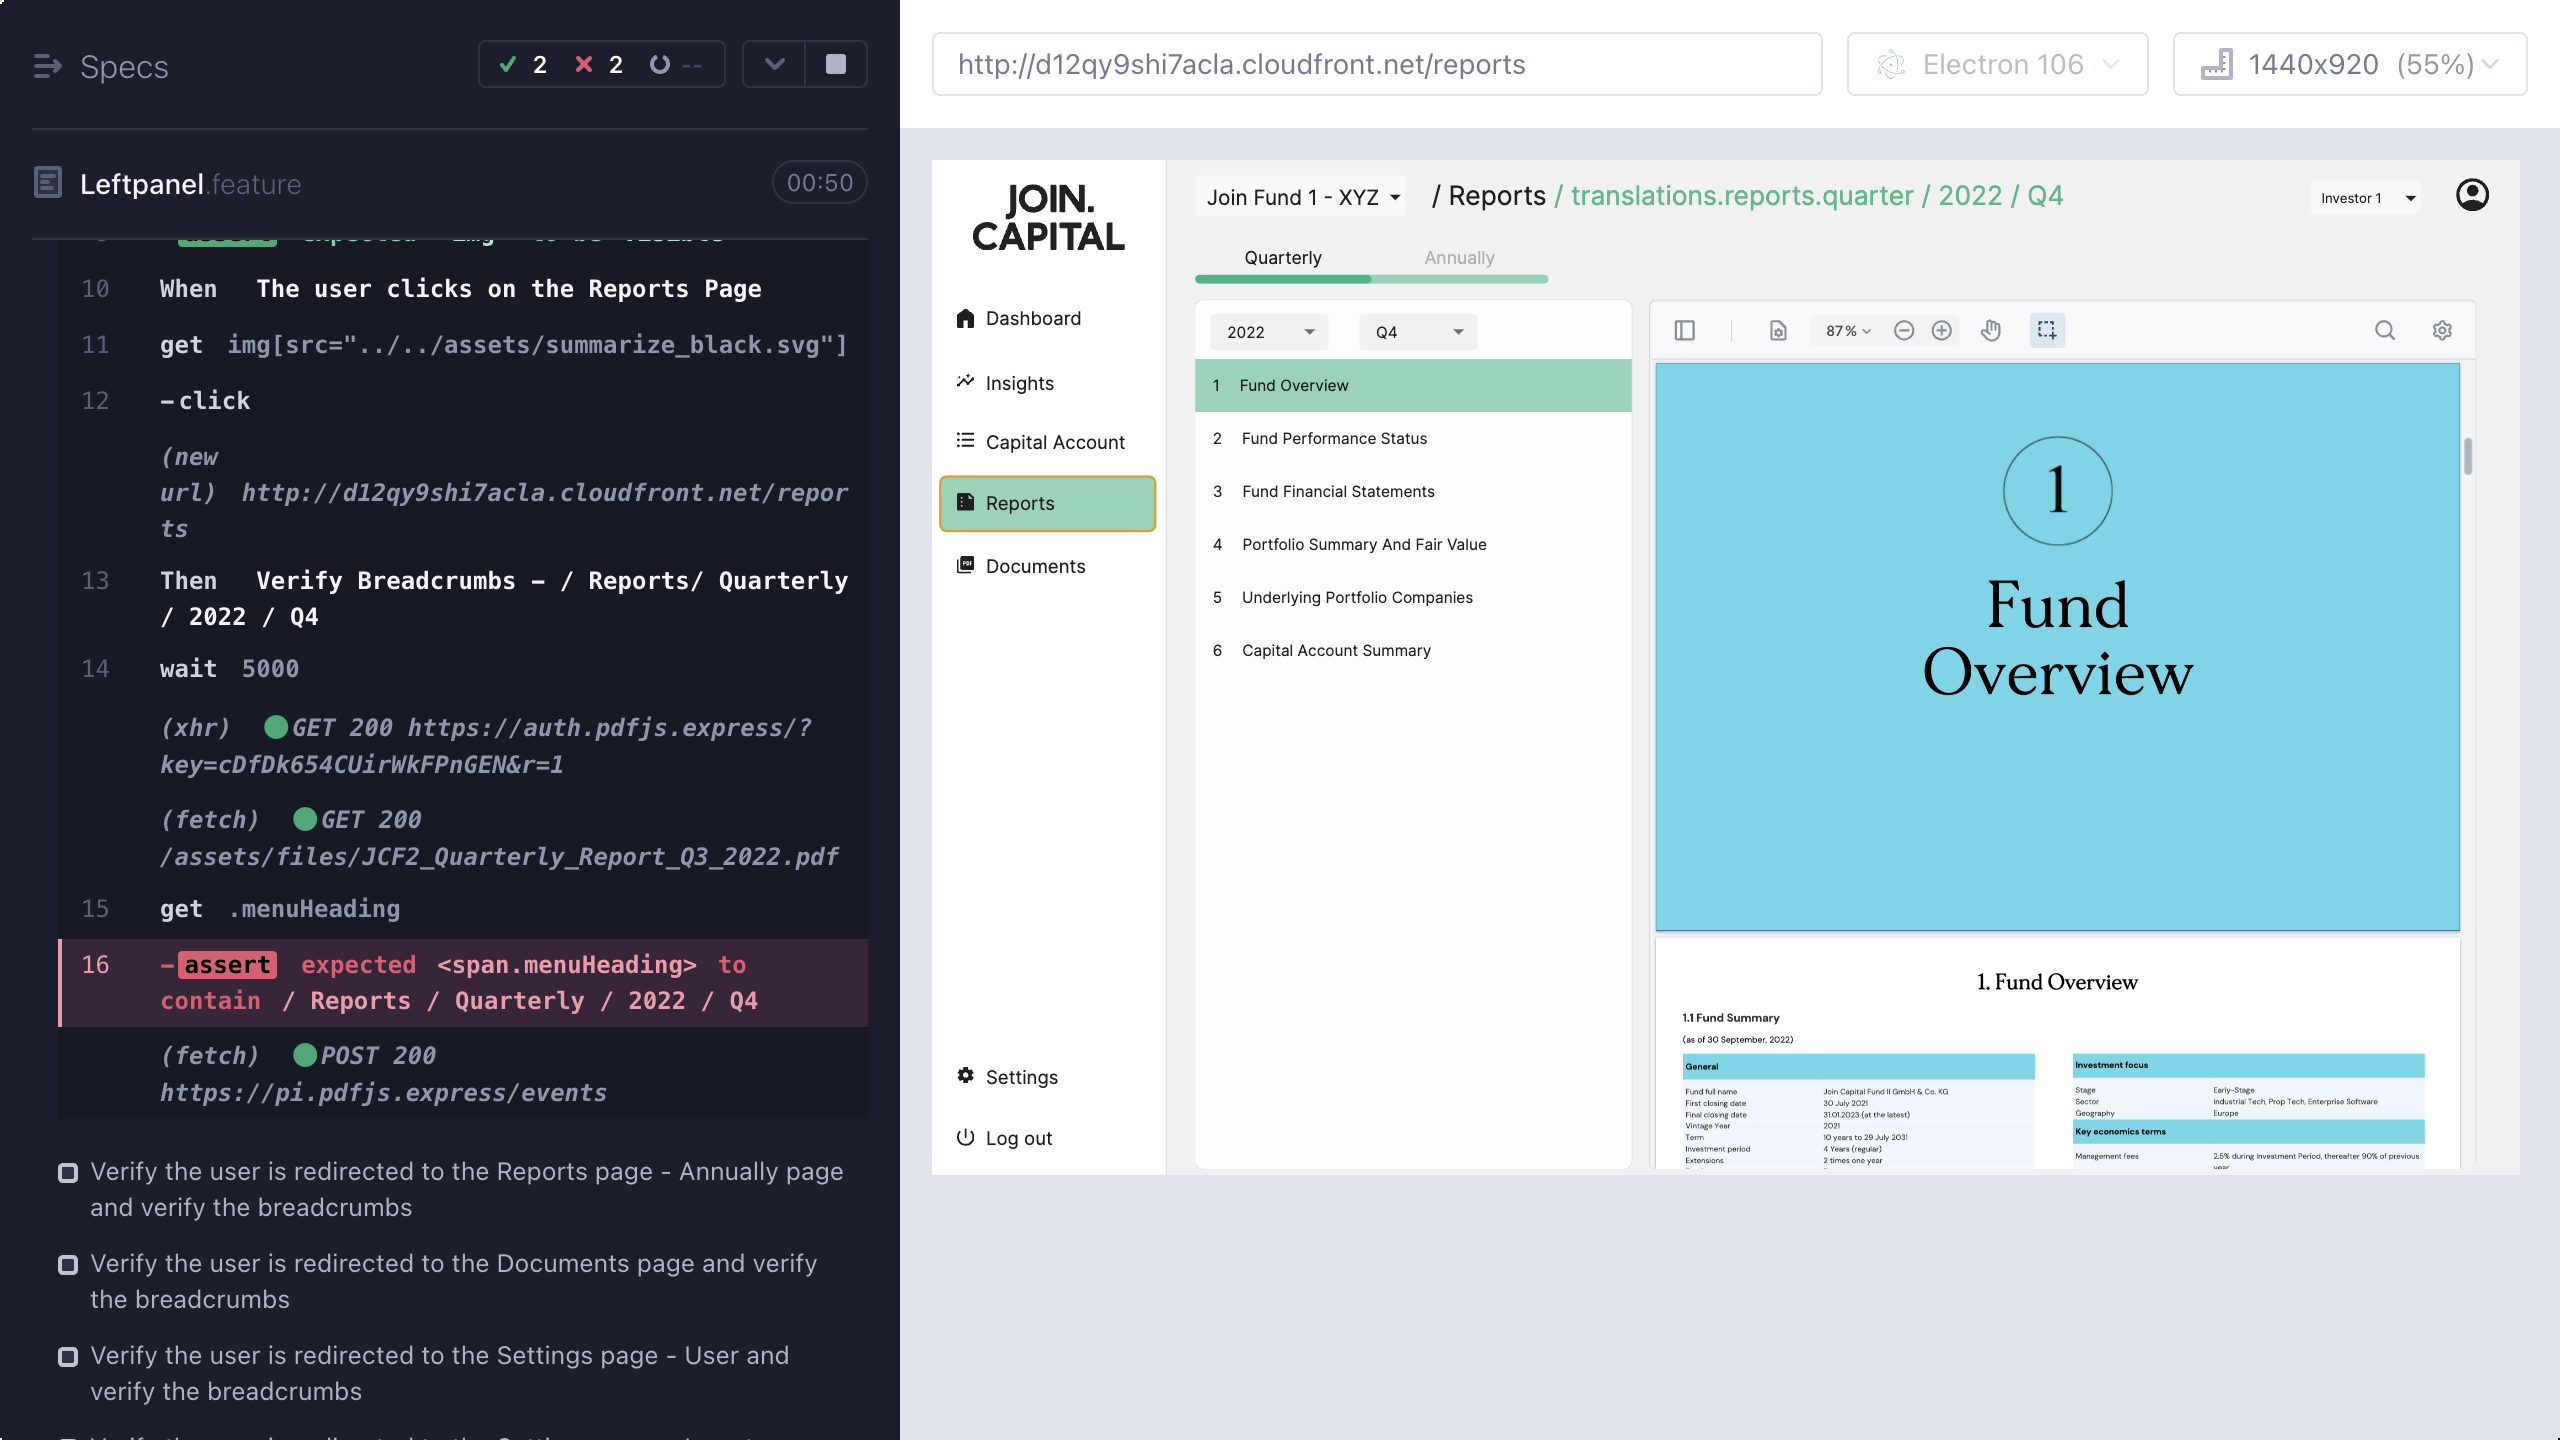 Specs
2
2
--
Leftpanel.feature
00:50
10 When The user clicks on the Reports Page
11 get img[src="../../assets/summarize_black.svg"]
12 -click
(new
url) http://d12qy9shi7acla.cloudfront.net/repor
ts
13 Then Verify Breadcrumbs - / Reports/ Quarterly
/ 2022 / Q4
14 wait 5000
(xhr) GET 200 https://auth.pdfjs.express/?
key=cDfDk654CUirWkFPnGEN&r=1
(fetch) GET 200
/assets/files/JCF2_Quarterly_Report_Q3_2022.pdf
15 get .menuHeading
16 -assert expected <span.menuHeading> to
contain / Reports / Quarterly / 2022 / Q4
(fetch) POST 200
https://pi.pdfjs.express/events
Verify the user is redirected to the Reports page - Annually page
and verify the breadcrumbs
Verify the user is redirected to the Documents page and verify
the breadcrumbs
Verify the user is redirected to the Settings page - User and
verify the breadcrumbs
http://d12qy9shi7acla.cloudfront.net/reports
Electron 106
1440x920 (55%)
JOIN.
CAPITAL
Dashboard
Insights
Capital Account
Reports
Documents
Settings
Log out
Join Fund 1 - XYZ
/ Reports / translations.reports.quarter / 2022 / Q4
Investor 1
Quarterly
Annually
2022
Q4
1 Fund Overview
2 Fund Performance Status
3 Fund Financial Statements
4 Portfolio Summary And Fair Value
5 Underlying Portfolio Companies
6 Capital Account Summary
87%
1
Fund
Overview
1. Fund Overview
1.1 Fund Summary
(as of 30 September, 2022)
General
Fund full name Join Capital Fund II GmbH & Co. KG
First closing date 30 July 2021
Final closing date 31.01.2023 (at the latest)
Vintage Year 2021
Term 10 years to 29 July 2031
Investment period 4 Years (regular)
Extensions 2 times one year
Investment focus
Stage Early-Stage
Sector Industrial Tech, Prop Tech, Enterprise Software
Geography Europe
Key economics terms
Management fees 2.5% during Investment Period, thereafter 90% of previous